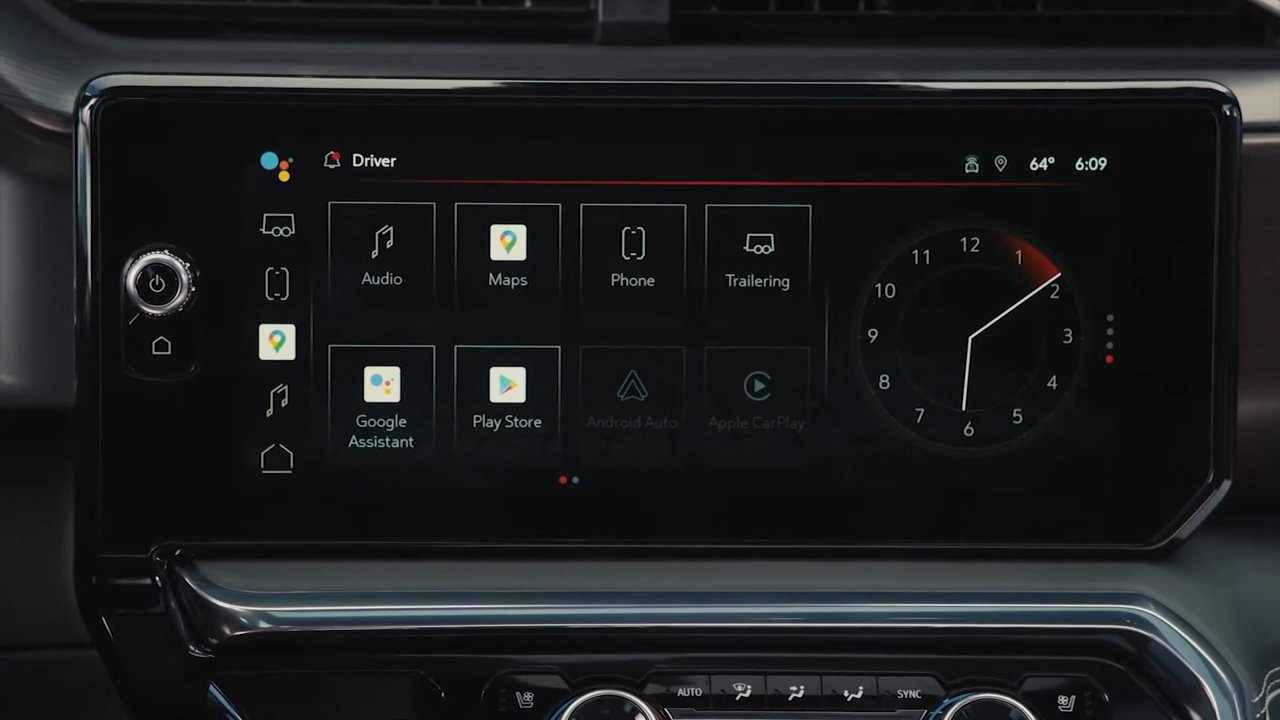 Driver
64° 6:09
Audio
Maps
Phone
Trailering
Google
Assistant
Play Store
Android Auto
Apple CarPlay
12
1
2
3
4
5
6
7
8
9
10
11
AUTO
SYNC